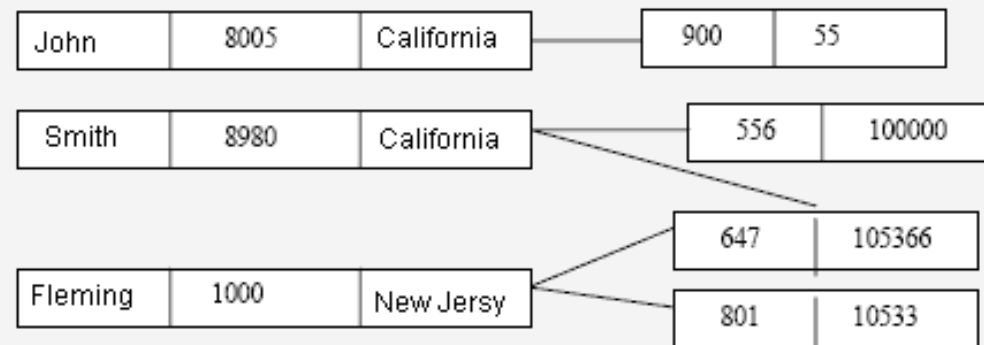 John 8005 California 900 55
Smith 8980 California 556 100000
647 105366
Fleming 1000 New Jersy
801 10533